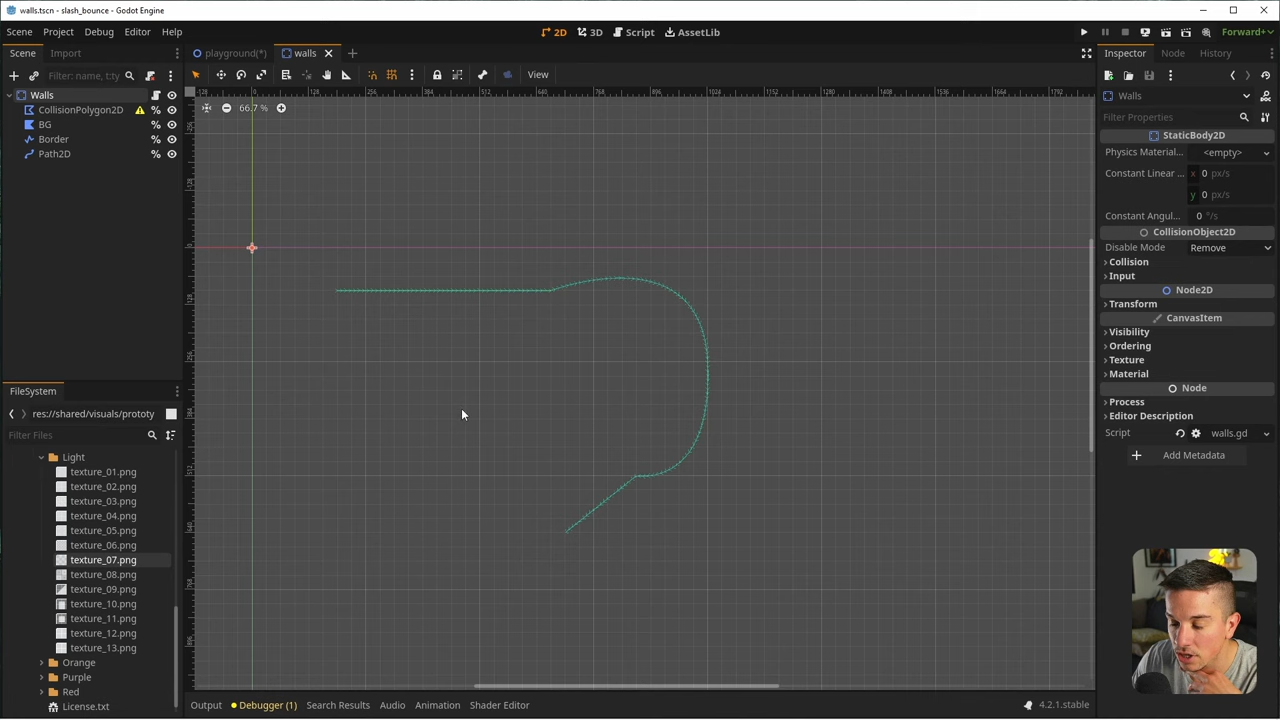 walls.tscn - slash_bounce - Godot Engine
Scene Project Debug Editor Help
2D 3D Script AssetLib
Forward+
Scene Import
playground(*) walls
Inspector Node History
Filter: name, t:ty
View
Walls
CollisionPolygon2D
BG
Border
Path2D
66.7 %
Walls
Filter Properties
StaticBody2D
Physics Material... <empty>
Constant Linear ... x 0 px/s
y 0 px/s
Constant Angul... 0 °/s
CollisionObject2D
Disable Mode Remove
Collision
Input
Node2D
Transform
CanvasItem
Visibility
Ordering
Texture
Material
Node
Process
Editor Description
Script walls.gd
Add Metadata
FileSystem
res://shared/visuals/prototy
Filter Files
Light
texture_01.png
texture_02.png
texture_03.png
texture_04.png
texture_05.png
texture_06.png
texture_07.png
texture_08.png
texture_09.png
texture_10.png
texture_11.png
texture_12.png
texture_13.png
Orange
Purple
Red
License.txt
Output Debugger (1) Search Results Audio Animation Shader Editor
4.2.1.stable